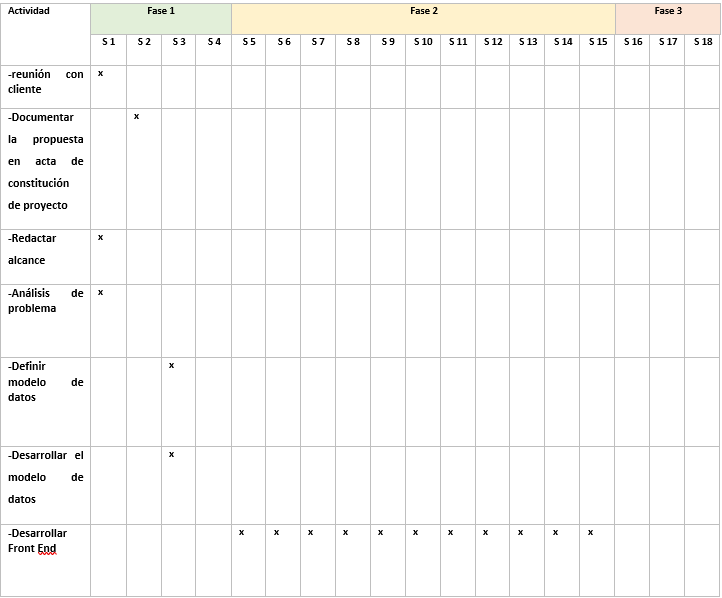 Actividad Fase 1 Fase 2 Fase 3
S 1 S 2 S 3 S 4 S 5 S 6 S 7 S 8 S 9 S 10 S 11 S 12 S 13 S 14 S 15 S 16 S 17 S 18
-reunión con x
cliente
-Documentar x
la propuesta
en acta de
constitución
de proyecto
-Redactar x
alcance
-Análisis de x
problema
-Definir x
modelo de
datos
-Desarrollar el x
modelo de
datos
-Desarrollar x x x x x x x x x x x
Front End